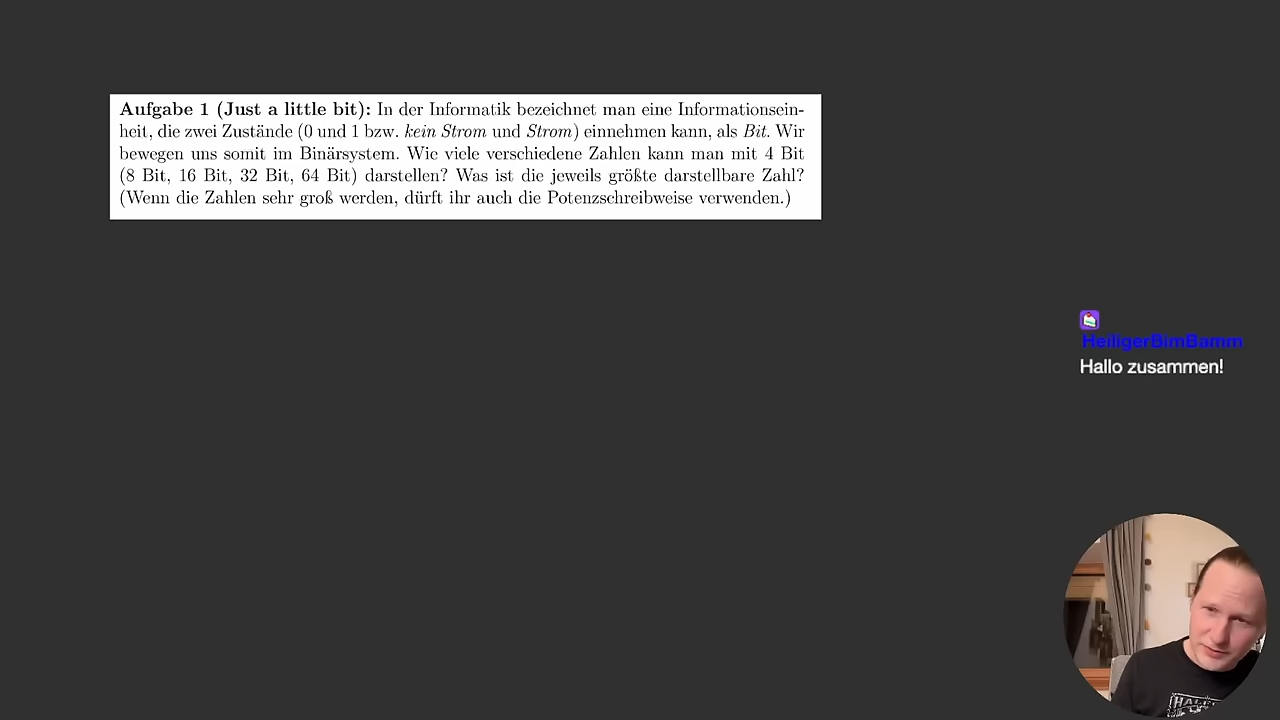 Aufgabe 1 (Just a little bit): In der Informatik bezeichnet man eine Informationsein-
heit, die zwei Zustände (0 und 1 bzw. kein Strom und Strom) einnehmen kann, als Bit. Wir
bewegen uns somit im Binärsystem. Wie viele verschiedene Zahlen kann man mit 4 Bit
(8 Bit, 16 Bit, 32 Bit, 64 Bit) darstellen? Was ist die jeweils größte darstellbare Zahl?
(Wenn die Zahlen sehr groß werden, dürft ihr auch die Potenzschreibweise verwenden.)
HeiligerBimBamm
Hallo zusammen!